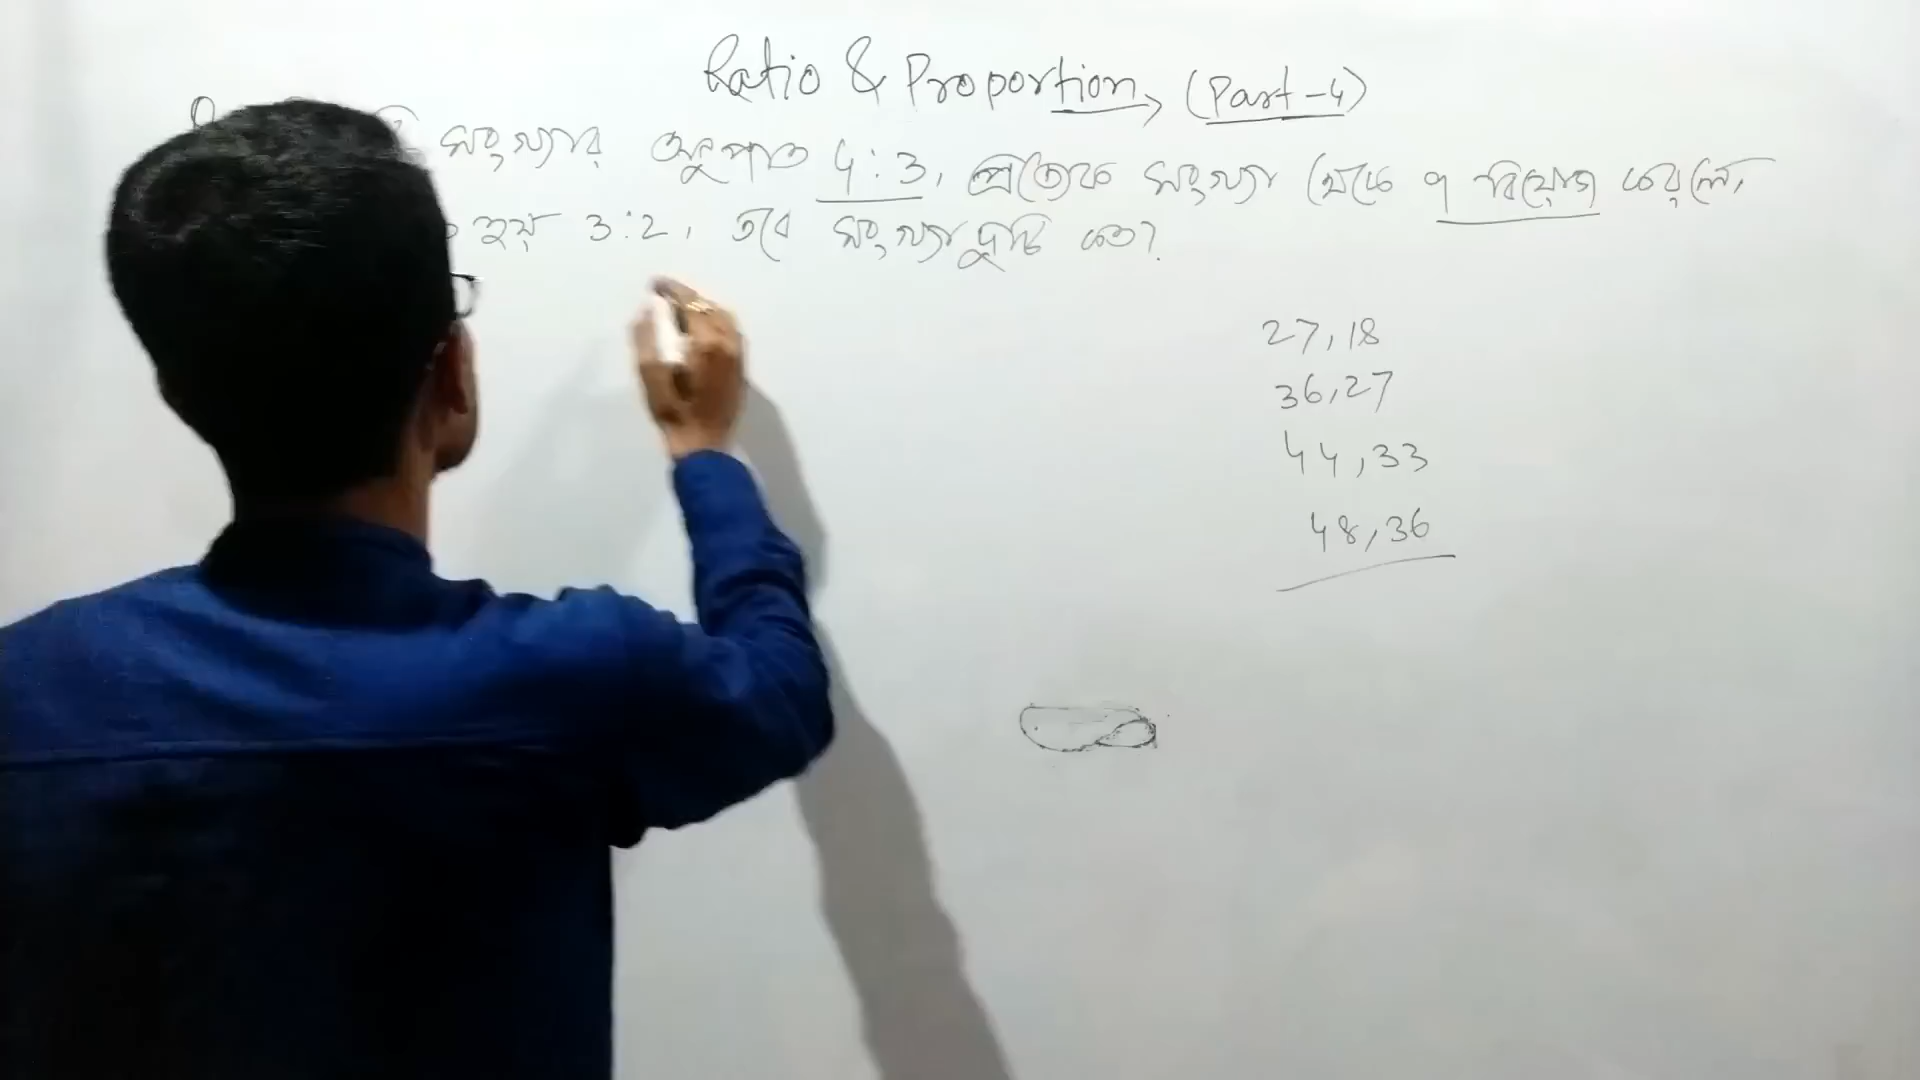 Ratio & Proportion, (Part-4)
সংখ্যার অনুপাত 4:3, প্রত্যেক সংখ্যা থেকে 9 বিয়োগ করলে,
হয় 3:2, তবে সংখ্যা দুটি কত?
27,18
36,27
44,33
48,36